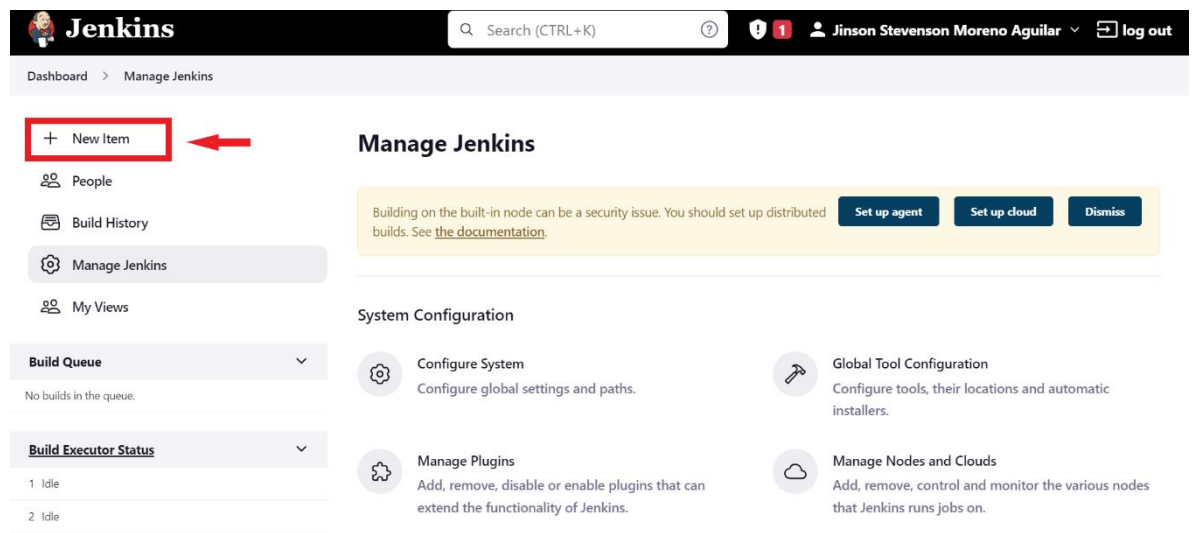 Jenkins
Search (CTRL+K)
?
1
Jinson Stevenson Moreno Aguilar
log out
Dashboard > Manage Jenkins
+ New Item
People
Build History
Manage Jenkins
My Views
Build Queue
No builds in the queue.
Build Executor Status
1 Idle
2 Idle
Manage Jenkins
Building on the built-in node can be a security issue. You should set up distributed
builds. See the documentation.
Set up agent
Set up cloud
Dismiss
System Configuration
Configure System
Configure global settings and paths.
Global Tool Configuration
Configure tools, their locations and automatic
installers.
Manage Plugins
Add, remove, disable or enable plugins that can
extend the functionality of Jenkins.
Manage Nodes and Clouds
Add, remove, control and monitor the various nodes
that Jenkins runs jobs on.